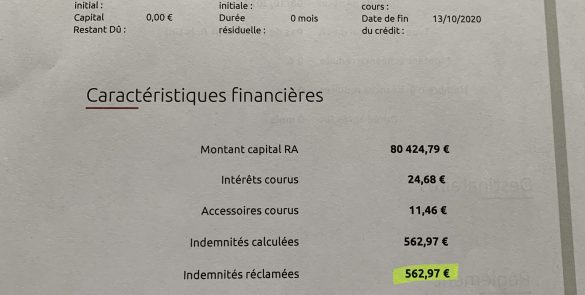 initial : initiale : cours :
Capital 0,00 € Durée 0 mois Date de fin 13/10/2020
Restant Dû : résiduelle : du crédit :
Caractéristiques financières
Montant capital RA 80 424,79 €
Intérêts courus 24,68 €
Accessoires courus 11,46 €
Indemnités calculées 562,97 €
Indemnités réclamées 562,97 €